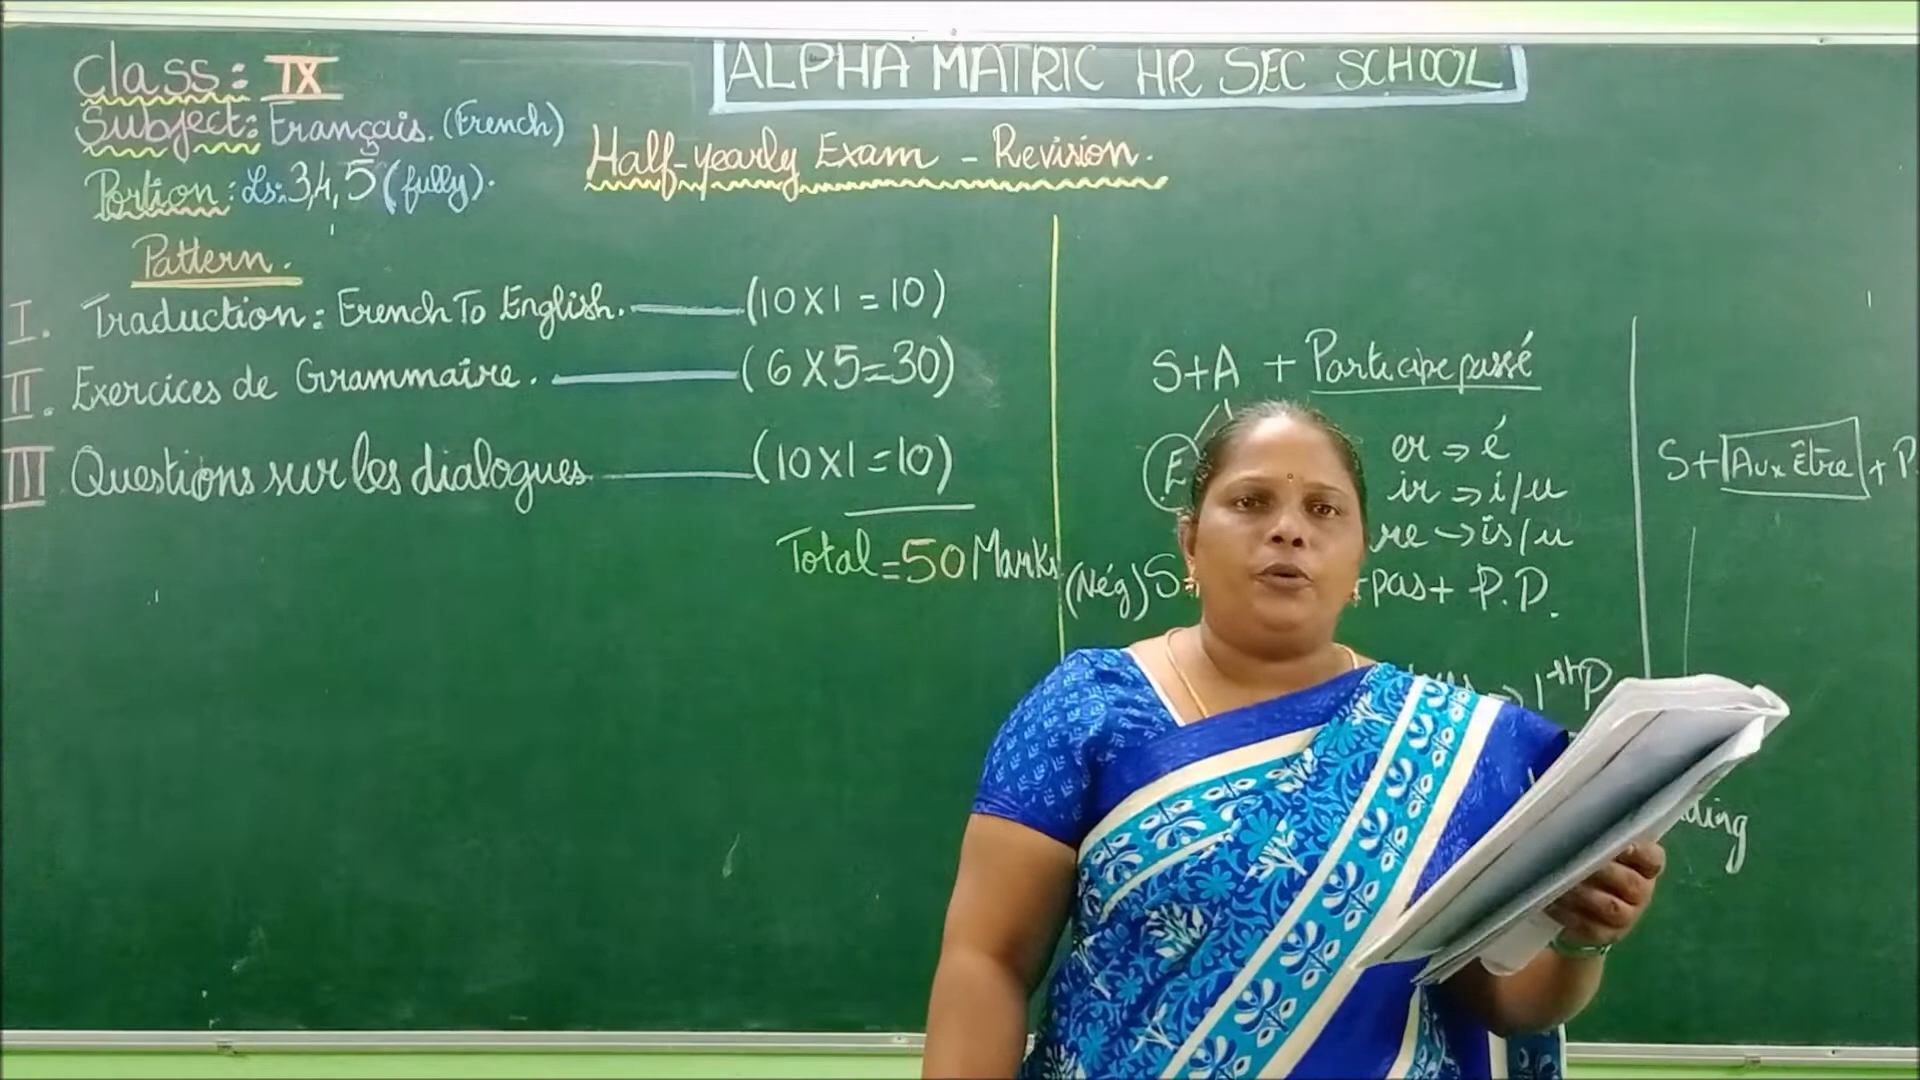 ALPHA MATRIC HR SEC SCHOOL
Class: IX
Subject: Français. (French)
Portion: Ls: 3,4,5 (fully).
Half-yearly Exam - Revision.
Pattern.
I. Traduction: French To English. (10X1=10)
II. Exercices de Grammaire. (6X5=30)
III Questions sur les dialogues (10X1=10)
Total=50 Marks
S+A + Participe passé
E
er → é
ir → i/u
re → is/u
(Nég) S+ +pas+ P.P.
→ 1st P
S+ Aux Être + P